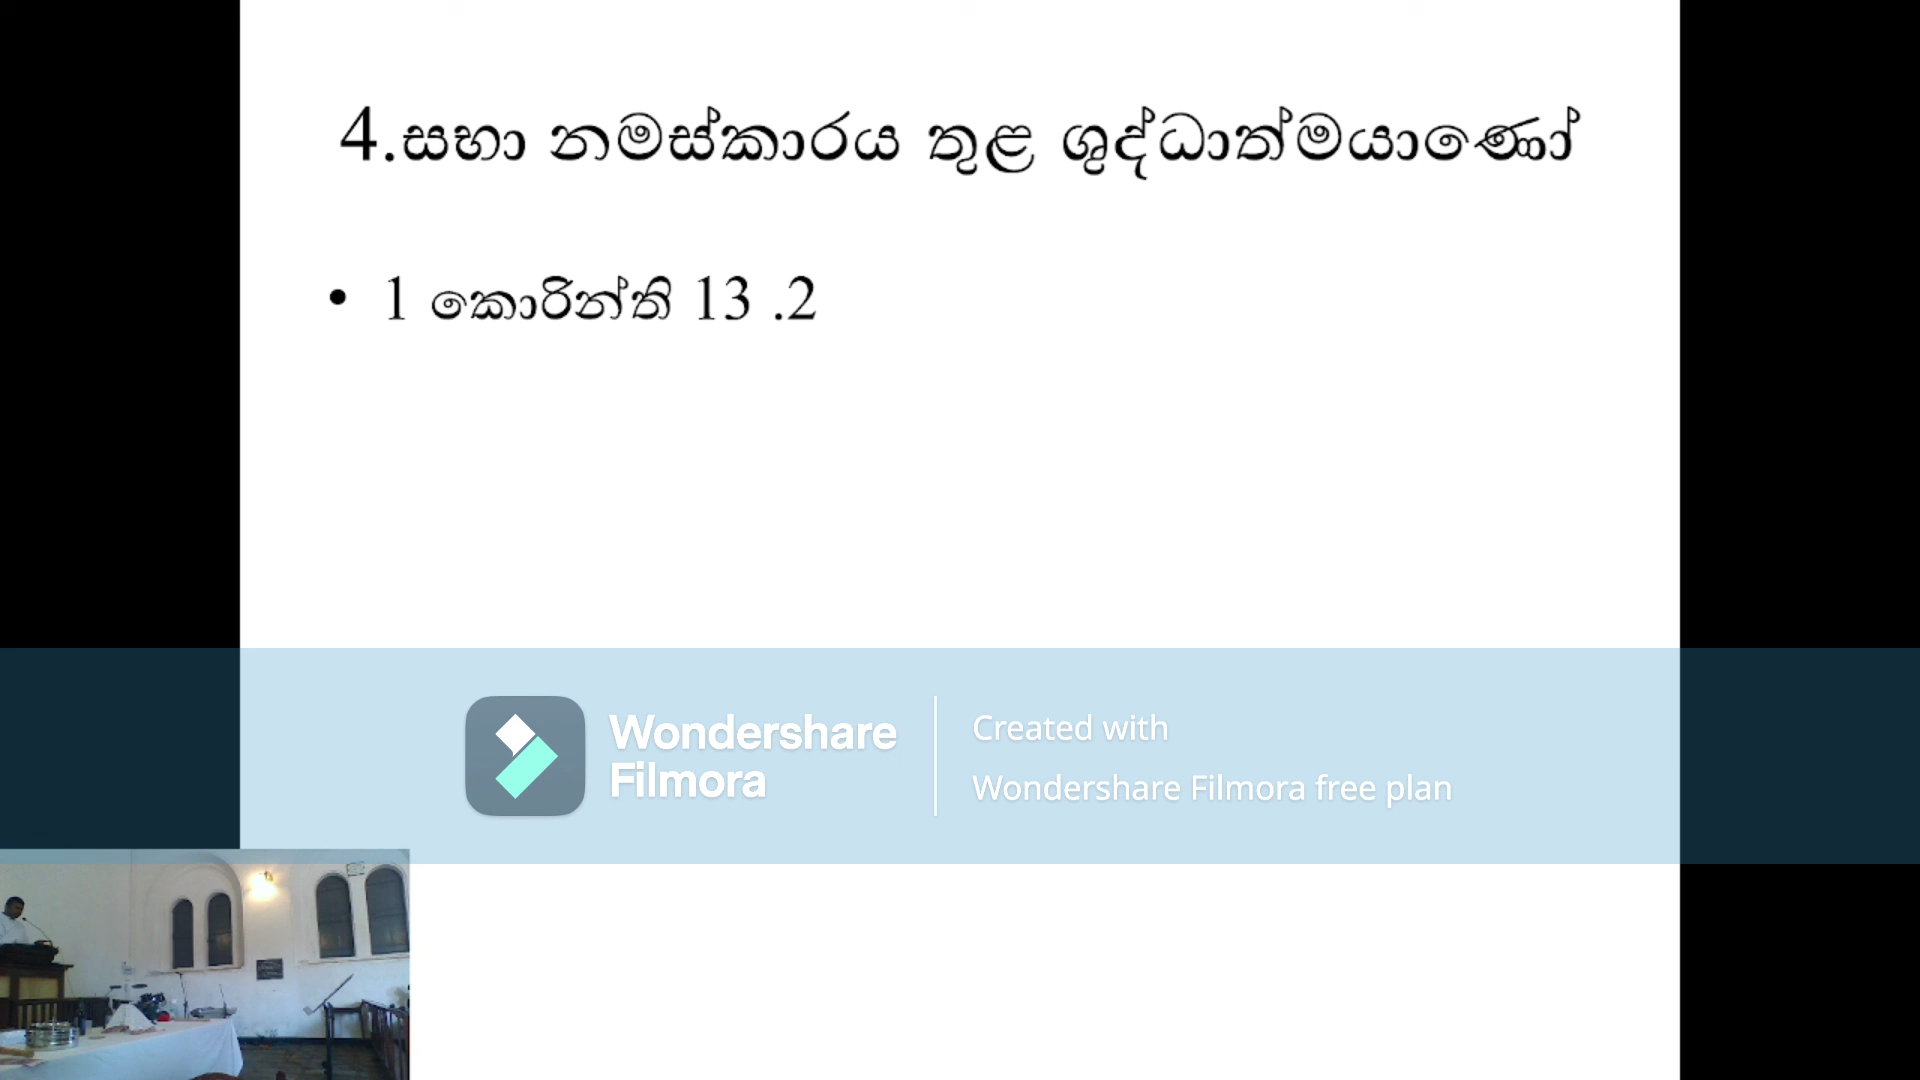 4.සභා නමස්කාරය තුළ ශුද්ධාත්මයාණෝ
• 1 කොරින්ති 13 .2
Wondershare
Filmora
Created with
Wondershare Filmora free plan